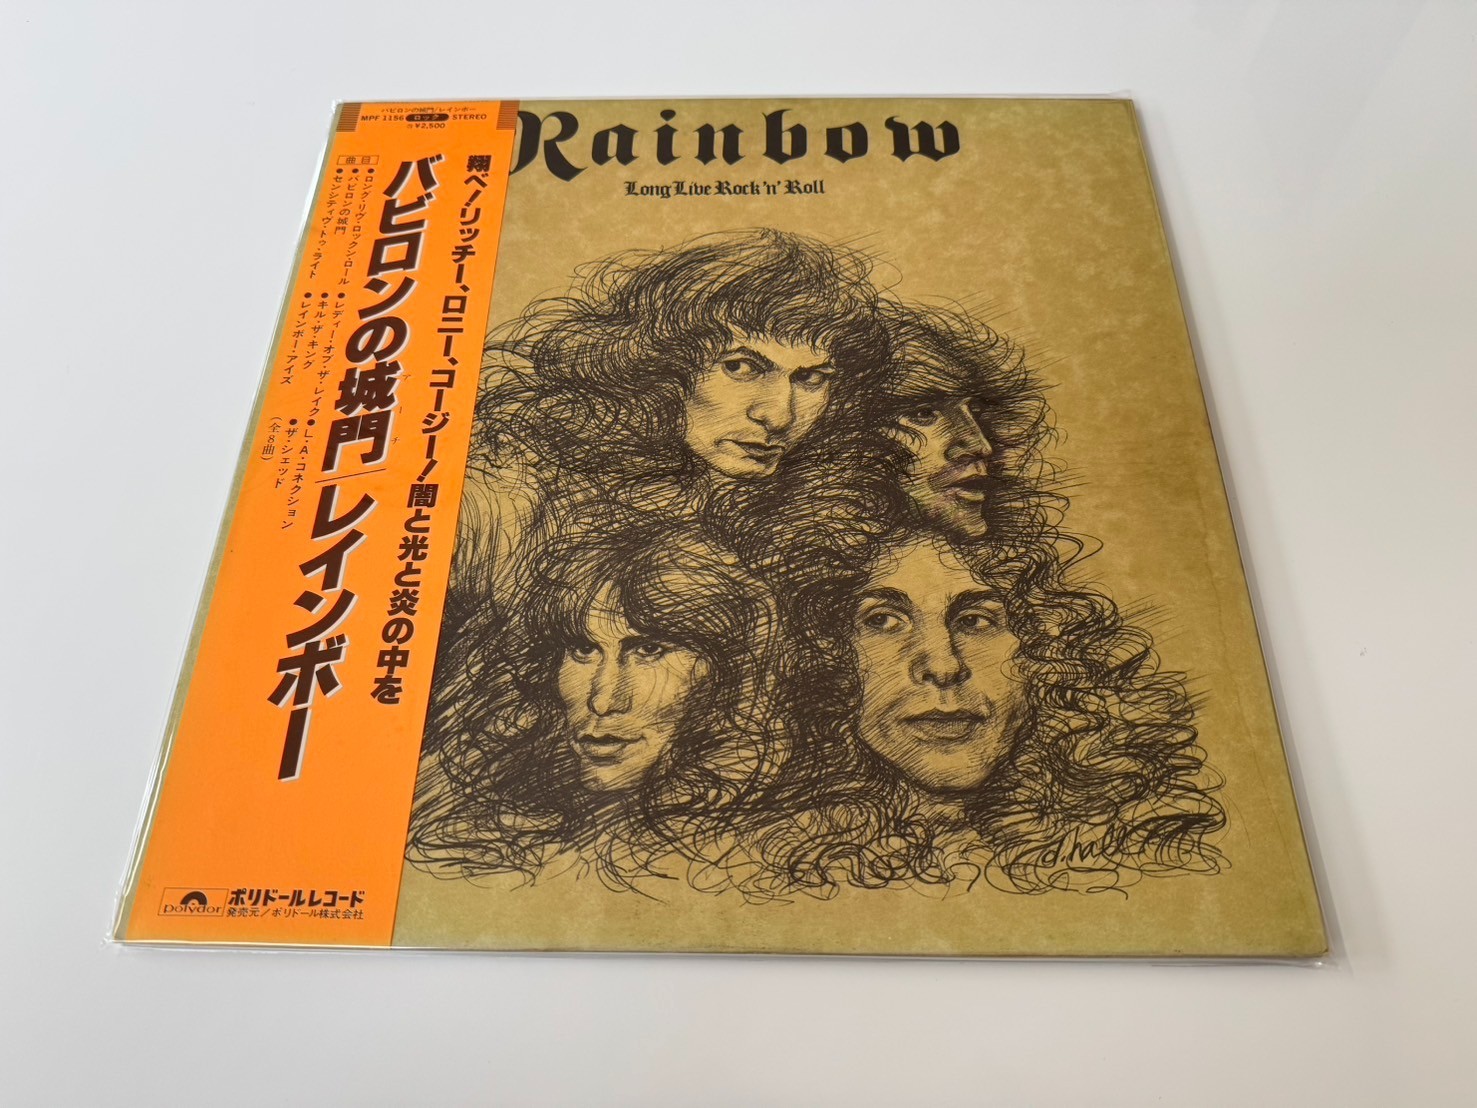 バビロンの城門/レインボー
MPF 1156 ロック STEREO
¥2,500
翔べ!リッチー、ロニー、コージー!闇と光と炎の中を
バビロンの城門/レインボー
アーチ
曲目
●ロング・リヴ・ロックン・ロール
●バビロンの城門
●センシティヴ・トゥ・ライト
●レディー・オブ・ザ・レイク
●キル・ザ・キング
●レインボー・アイズ
●L・A・コネクション
●ザ・シェッド
(全8曲)
polydor
ポリドールレコード
発売元/ポリドール株式会社
Rainbow
Long Live Rock 'n' Roll
d.hall